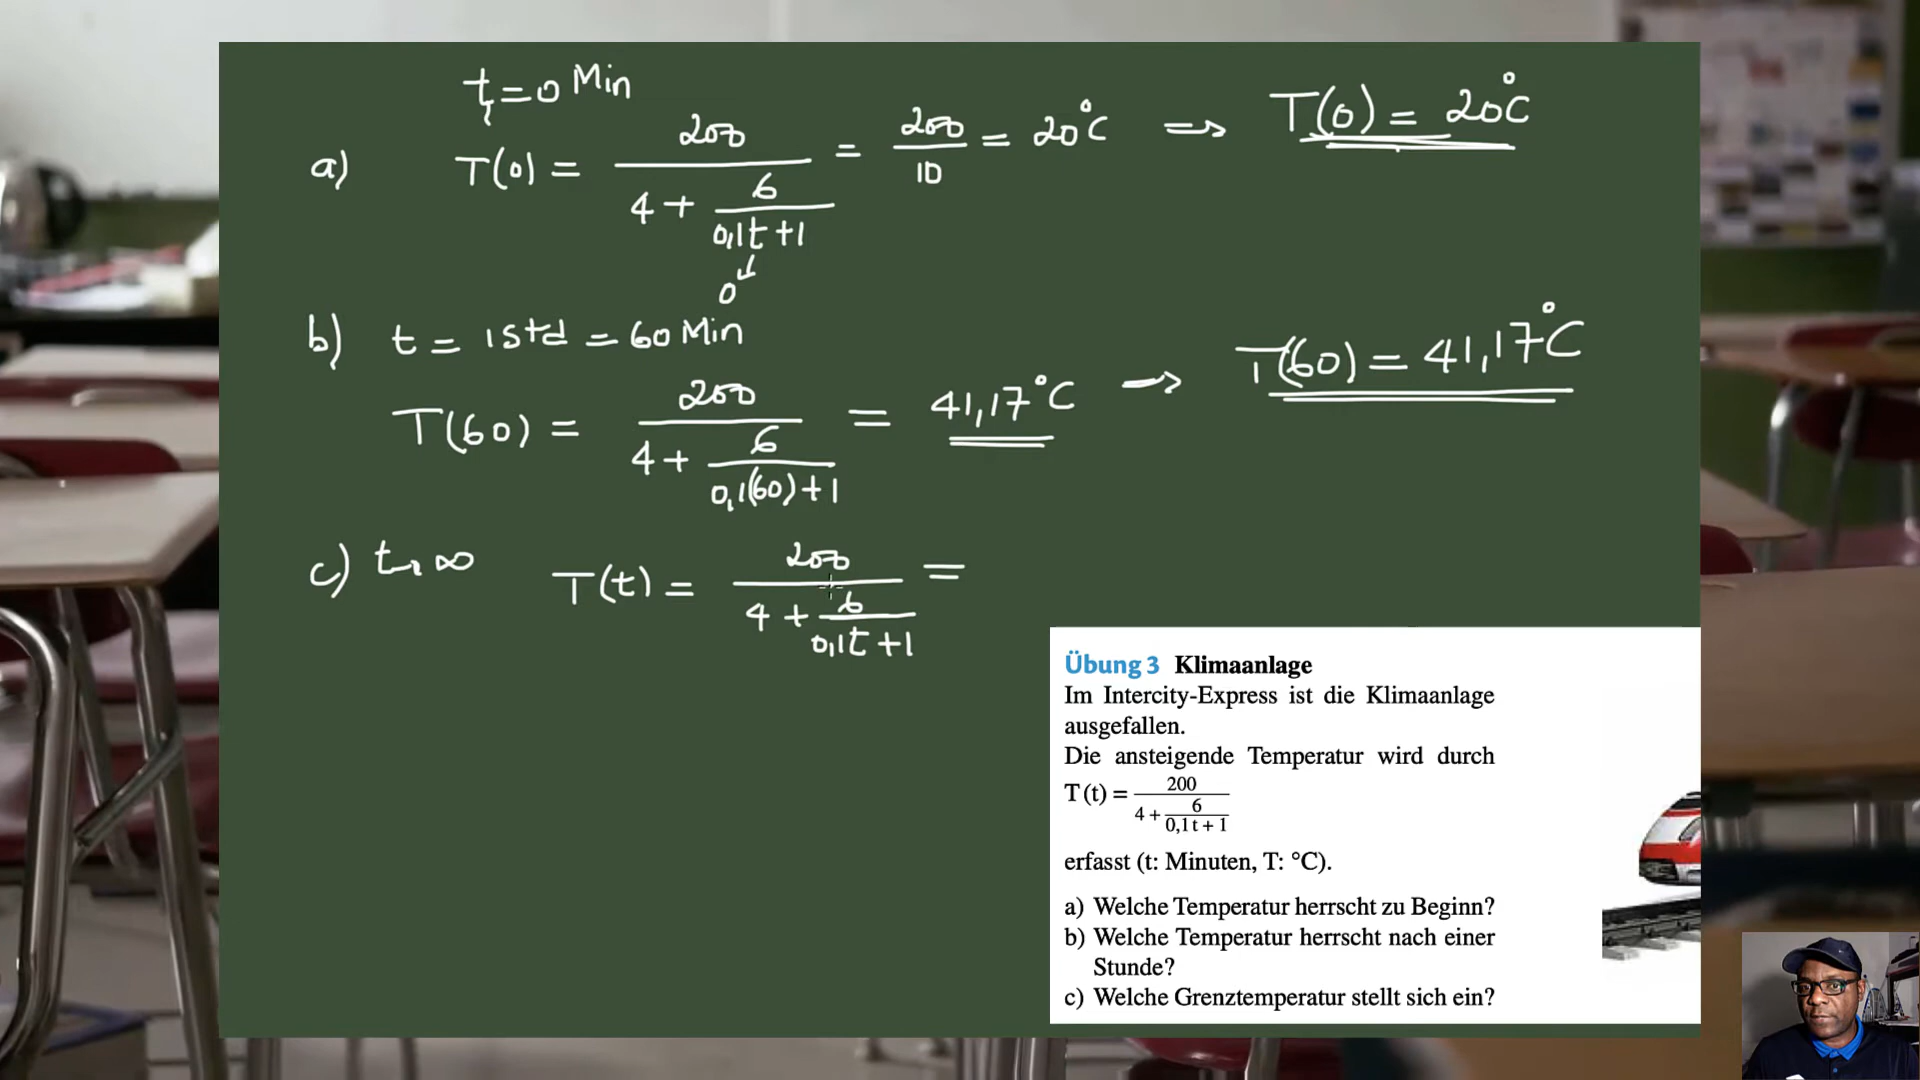 t = 0 Min
a) T(0) = 200 / (4 + 6 / (0,1t + 1)) = 200 / 10 = 20°C ⇒ T(0) = 20°C
0
b) t = 1 Std = 60 Min
T(60) = 200 / (4 + 6 / (0,1(60) + 1)) = 41,17°C → T(60) = 41,17°C
c) t → ∞ T(t) = 200 / (4 + 6 / (0,1t + 1)) =
Übung 3 Klimaanlage
Im Intercity-Express ist die Klimaanlage
ausgefallen.
Die ansteigende Temperatur wird durch
T(t) = 200 / (4 + 6 / (0,1t + 1))
erfasst (t: Minuten, T: °C).
a) Welche Temperatur herrscht zu Beginn?
b) Welche Temperatur herrscht nach einer
Stunde?
c) Welche Grenztemperatur stellt sich ein?